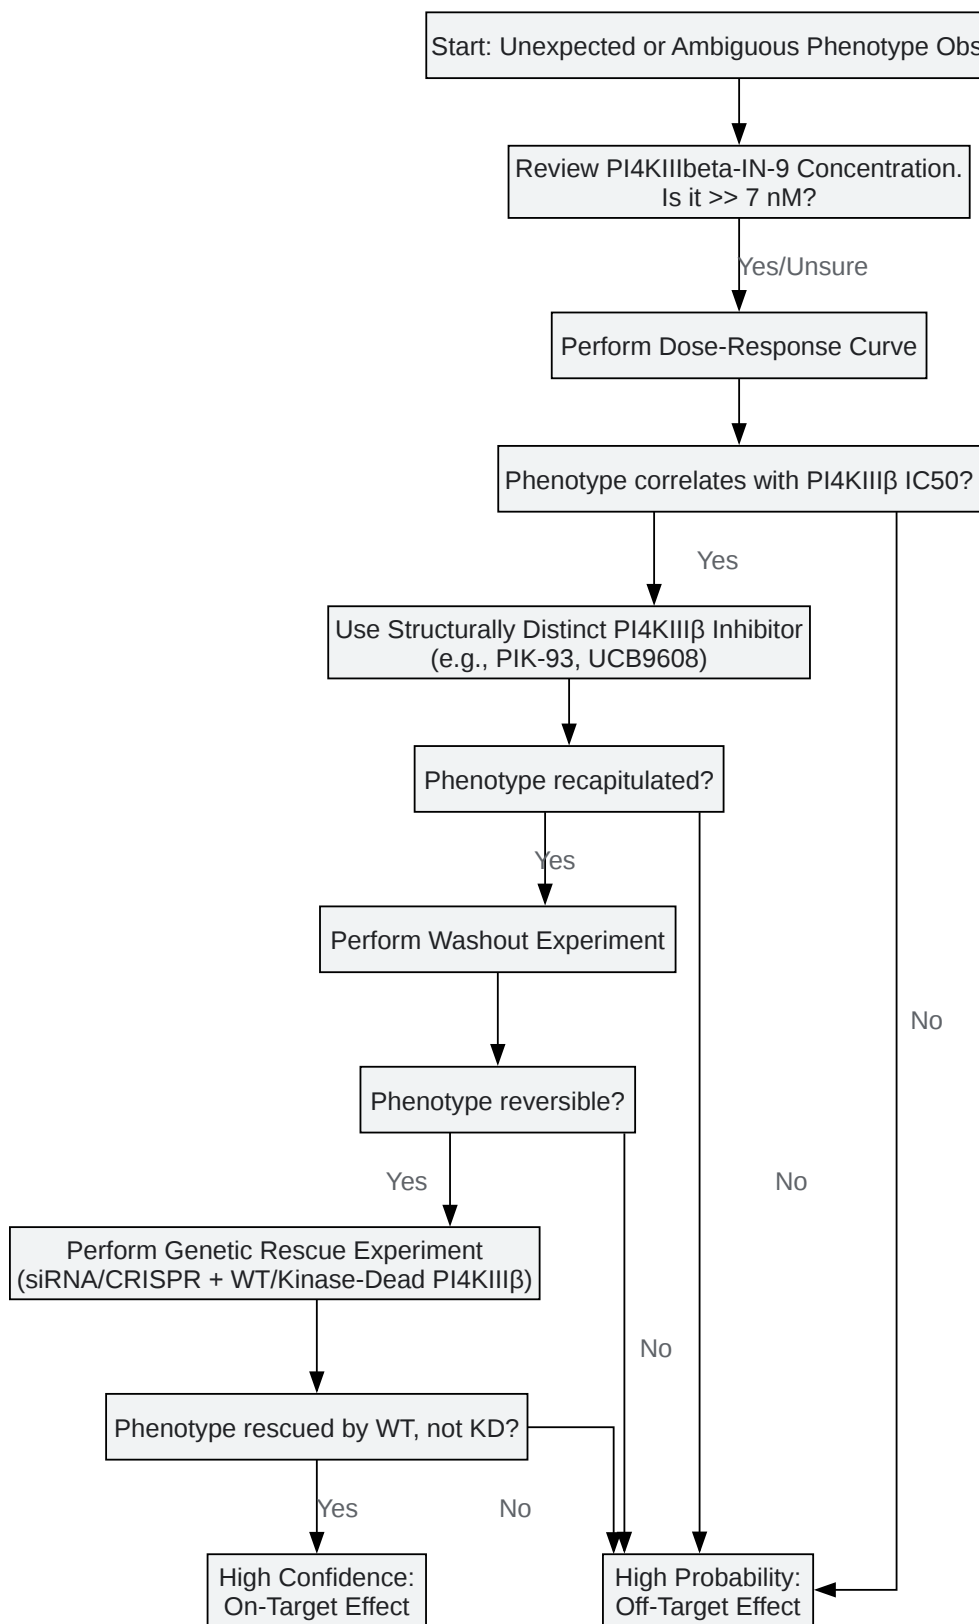 Start: Unexpected or Ambiguous Phenotype
Review PI4KIIIbeta-IN-9 Concentration.
Is it >> 7 nM?
Yes/Unsure
Perform Dose-Response Curve
Phenotype correlates with PI4KIIIβ IC50?
Yes
Use Structurally Distinct PI4KIIIβ Inhibitor
(e.g., PIK-93, UCB9608)
Phenotype recapitulated?
Yes
Perform Washout Experiment
No
Phenotype reversible?
Yes
No
Perform Genetic Rescue Experiment
(siRNA/CRISPR + WT/Kinase-Dead PI4KIIIβ)
No
Phenotype rescued by WT, not KD?
Yes
No
High Confidence:
On-Target Effect
High Probability:
Off-Target Effect